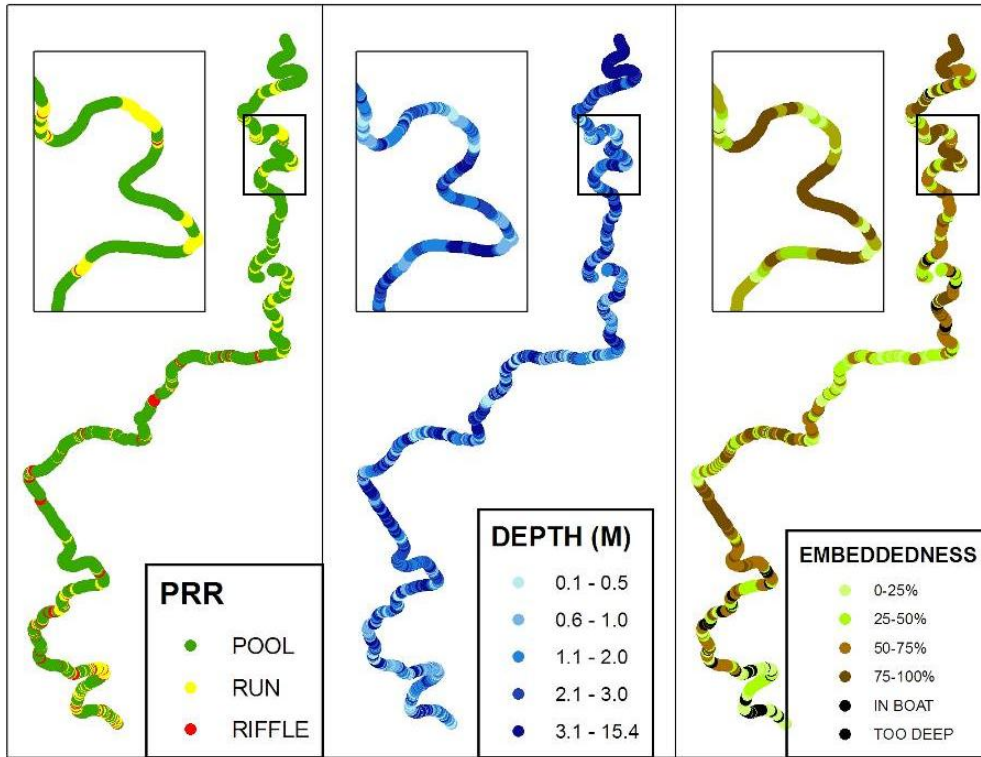 PRR
POOL
RUN
RIFFLE
DEPTH (M)
0.1 - 0.5
0.6 - 1.0
1.1 - 2.0
2.1 - 3.0
3.1 - 15.4
EMBEDDEDNESS
0-25%
25-50%
50-75%
75-100%
IN BOAT
TOO DEEP